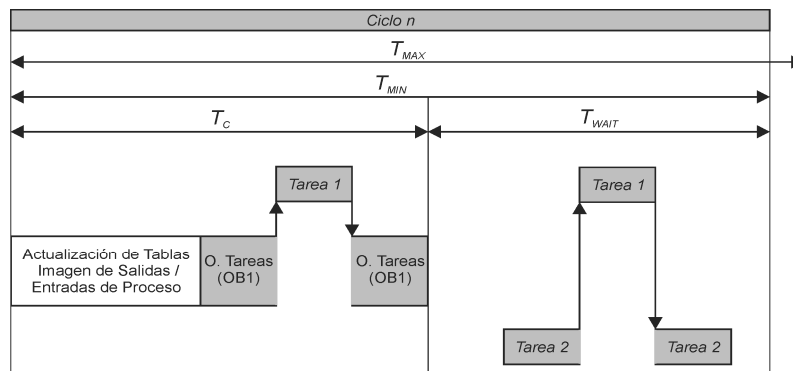 Ciclo n
T_MAX
T_MIN
T_C
T_WAIT
Tarea 1
Tarea 1
Actualización de Tablas
Imagen de Salidas /
Entradas de Proceso
O. Tareas
(OB1)
O. Tareas
(OB1)
Tarea 2
Tarea 2